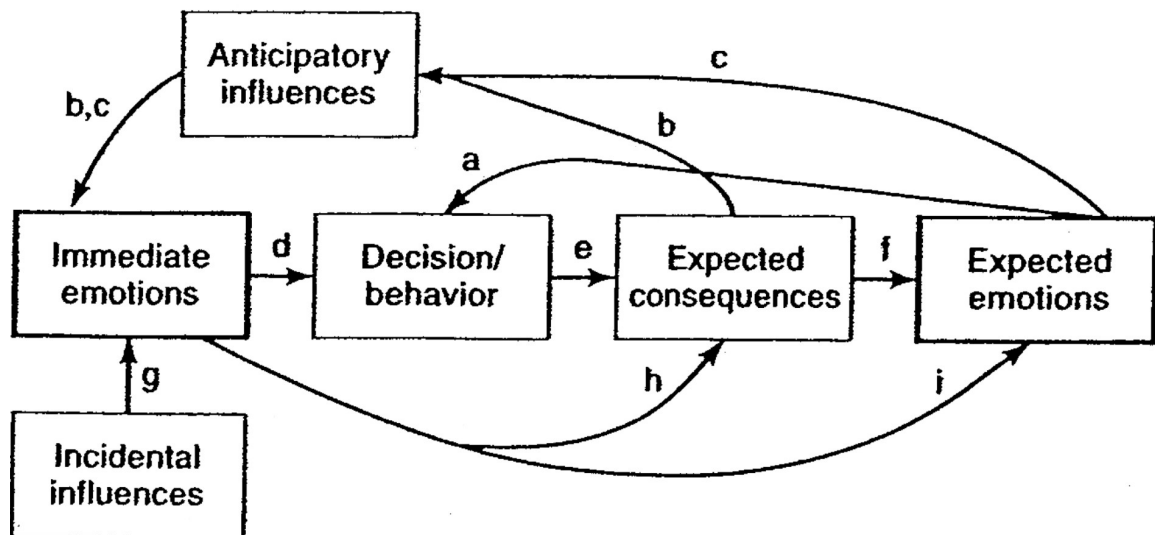 Anticipatory
influences
c
b,c
b
a
Immediate
emotions
d
Decision/
behavior
e
Expected
consequences
f
Expected
emotions
g
h
i
Incidental
influences